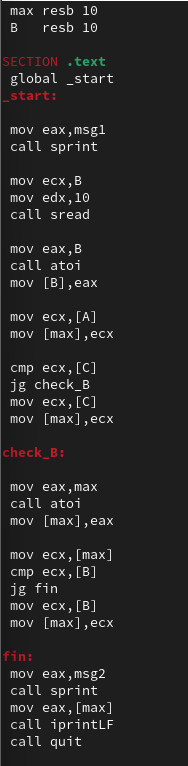 max resb 10
B resb 10
SECTION .text
global _start
_start:
mov eax,msg1
call sprint
mov ecx,B
mov edx,10
call sread
mov eax,B
call atoi
mov [B],eax
mov ecx,[A]
mov [max],ecx
cmp ecx,[C]
jg check_B
mov ecx,[C]
mov [max],ecx
check_B:
mov eax,max
call atoi
mov [max],eax
mov ecx,[max]
cmp ecx,[B]
jg fin
mov ecx,[B]
mov [max],ecx
fin:
mov eax,msg2
call sprint
mov eax,[max]
call iprintLF
call quit